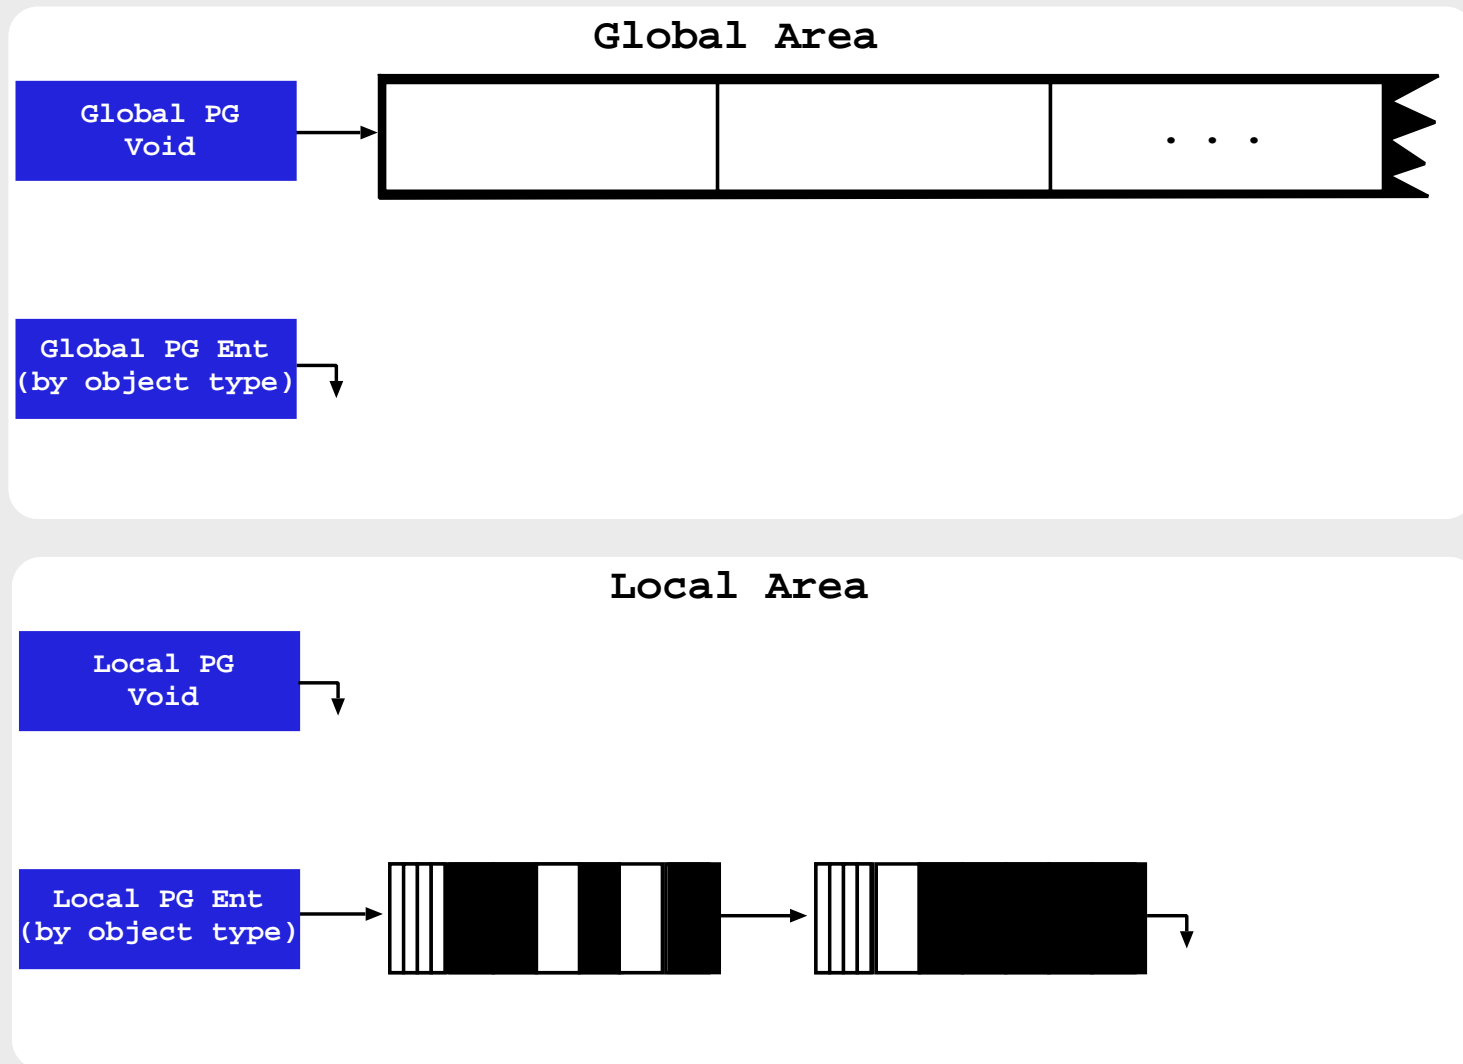 Global Area
Global PG
Void
. . .
Global PG Ent
(by object type)
Local Area
Local PG
Void
Local PG Ent
(by object type)